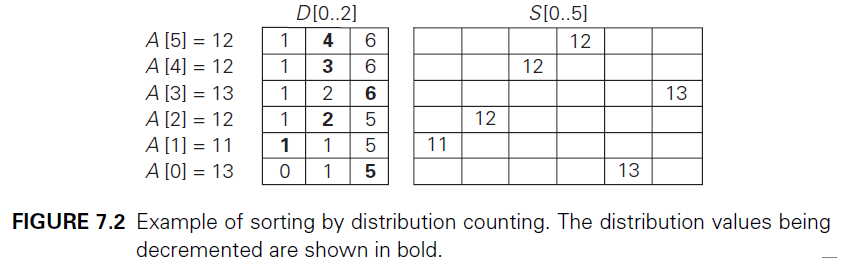 D[0..2] S[0..5]
A [5] = 12 1 4 6 12
A [4] = 12 1 3 6 12
A [3] = 13 1 2 6 13
A [2] = 12 1 2 5 12
A [1] = 11 1 1 5 11
A [0] = 13 0 1 5 13
FIGURE 7.2 Example of sorting by distribution counting. The distribution values being
decremented are shown in bold.